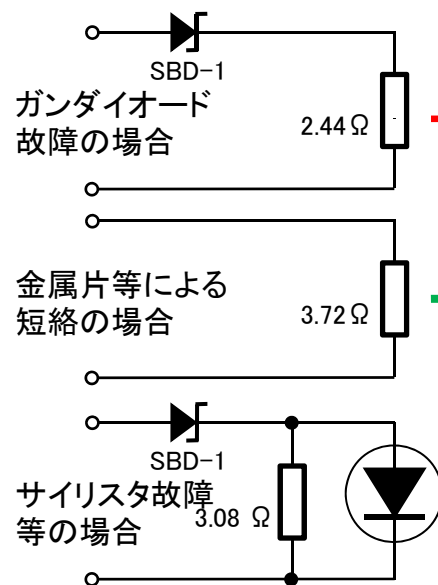 SBD-1
ガンダイオード
故障の場合
2.44Ω
金属片等による
短絡の場合
3.72Ω
SBD-1
サイリスタ故障
等の場合
3.08 Ω